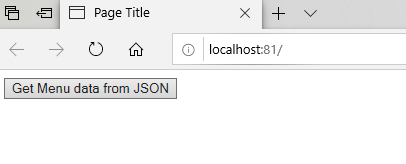 Page Title
localhost:81/
Get Menu data from JSON